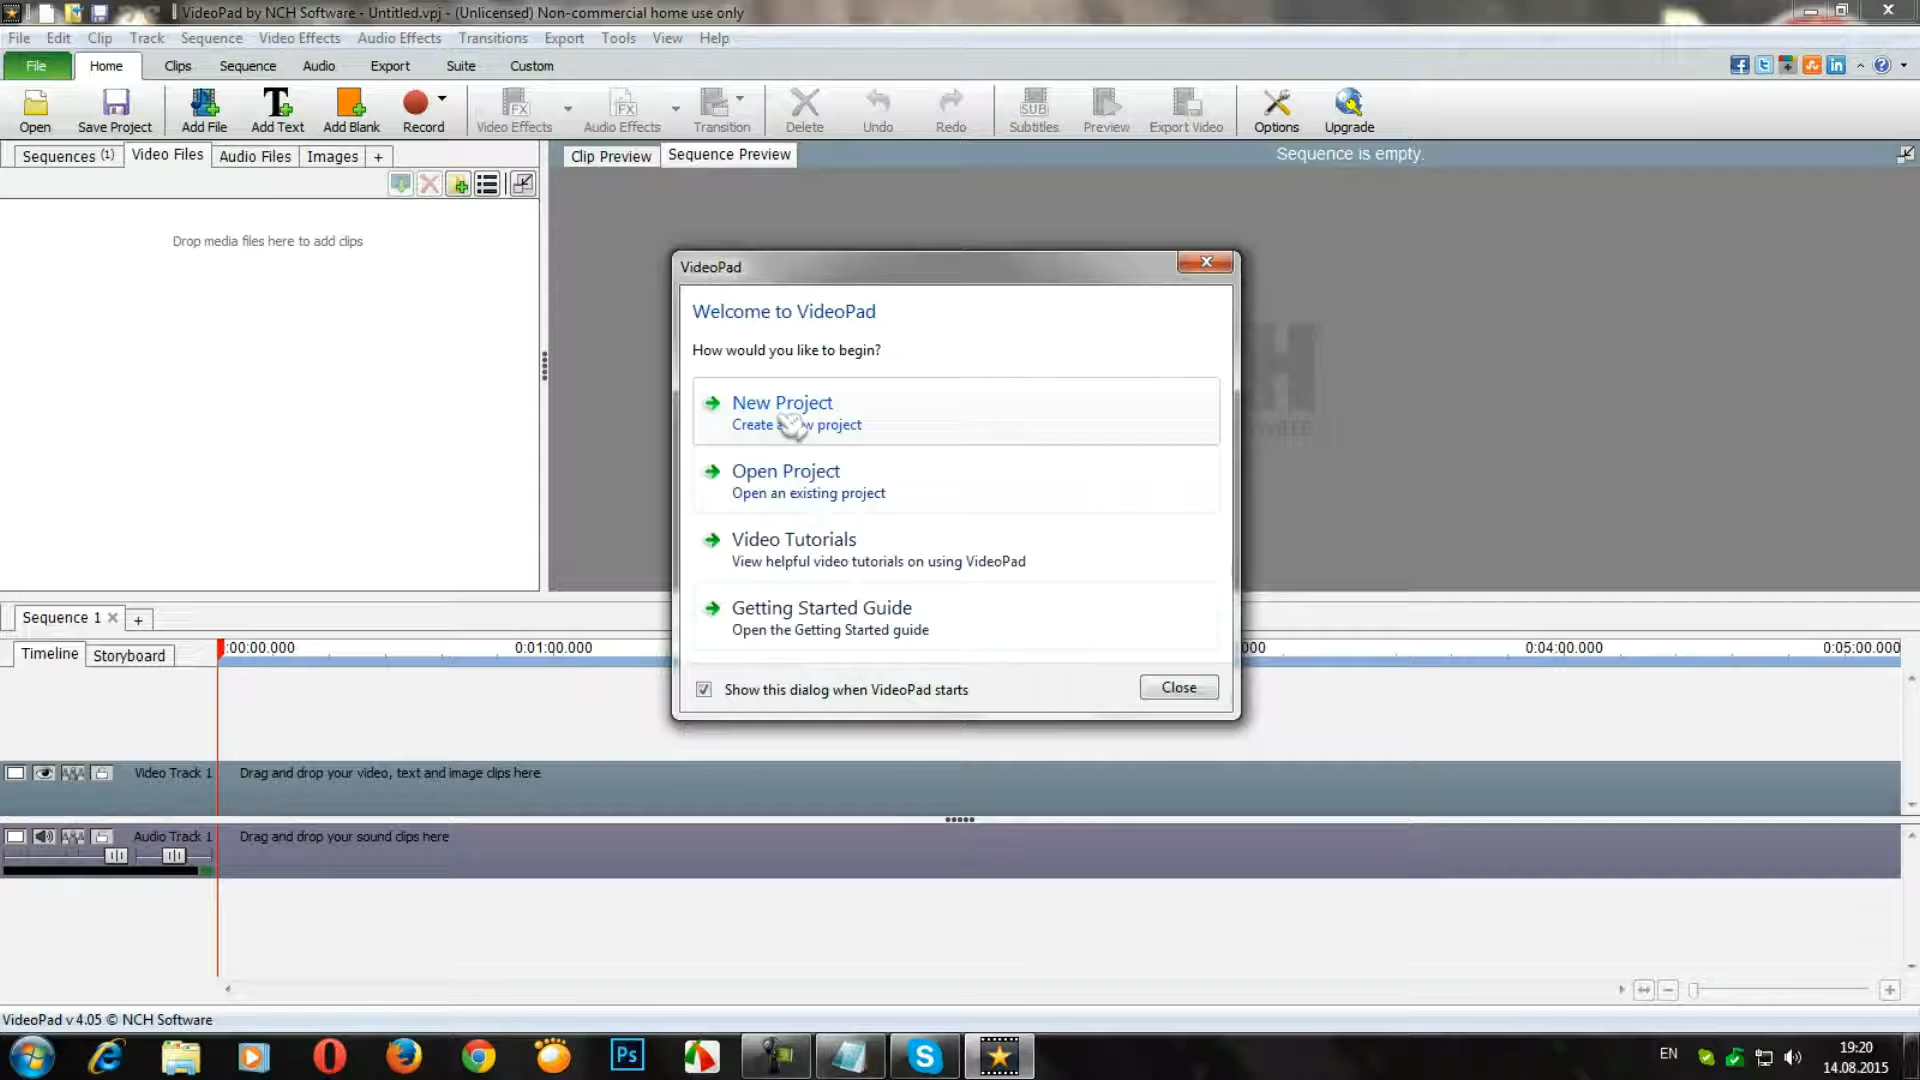 VideoPad by NCH Software - Untitled.vpj - (Unlicensed) Non-commercial home use only
File Edit Clip Track Sequence Video Effects Audio Effects Transitions Export Tools View Help
File Home Clips Sequence Audio Export Suite Custom
Open Save Project Add File Add Text Add Blank Record Video Effects Audio Effects Transition Delete Undo Redo Subtitles Preview Export Video Options Upgrade
Sequences (1) Video Files Audio Files Images +
Clip Preview Sequence Preview Sequence is empty.
Drop media files here to add clips
VideoPad
Welcome to VideoPad
How would you like to begin?
New Project
Create a new project
Open Project
Open an existing project
Video Tutorials
View helpful video tutorials on using VideoPad
Getting Started Guide
Open the Getting Started guide
Show this dialog when VideoPad starts Close
Sequence 1 +
Timeline Storyboard
:00:00.000 0:01:00.000 000 0:04:00.000 0:05:00.000
Video Track 1 Drag and drop your video, text and image clips here
Audio Track 1 Drag and drop your sound clips here
VideoPad v 4.05 © NCH Software
Ps S EN 19:20
14.08.2015